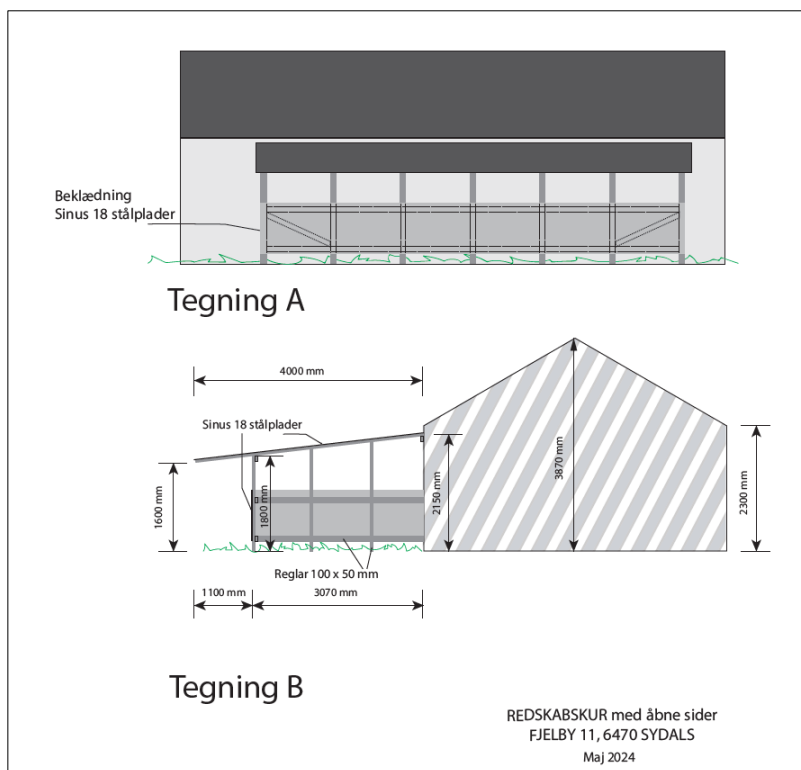 Beklædning
Sinus 18 stålplader
Tegning A
4000 mm
Sinus 18 stålplader
1600 mm
1800 mm
2150 mm
3870 mm
2300 mm
Reglar 100 x 50 mm
1100 mm
3070 mm
Tegning B
REDSKABSKUR med åbne sider
FJELBY 11, 6470 SYDALS
Maj 2024